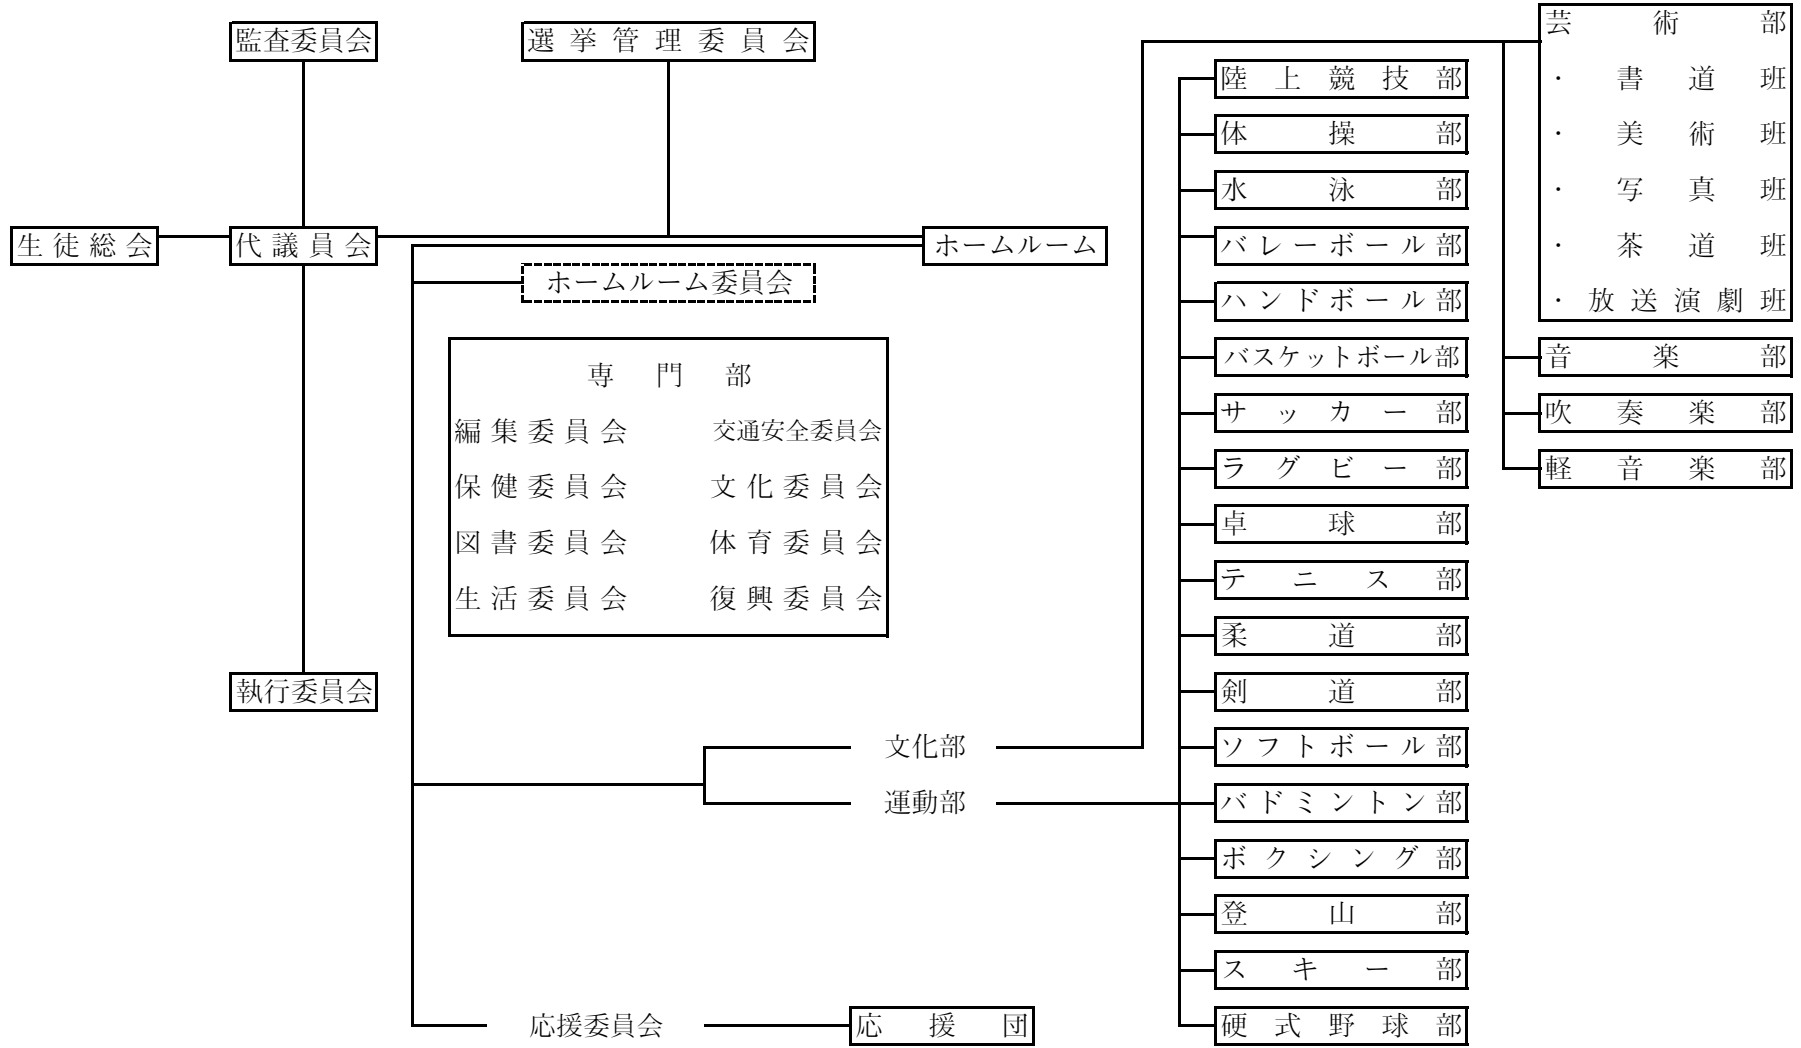 監査委員会
選挙管理委員会
生徒総会
代議員会
ホームルーム
ホームルーム委員会
専門部
編集委員会 交通安全委員会
保健委員会 文化委員会
図書委員会 体育委員会
生活委員会 復興委員会
執行委員会
文化部
運動部
応援委員会
応援団
陸上競技部
体操部
水泳部
バレーボール部
ハンドボール部
バスケットボール部
サッカー部
ラグビー部
卓球部
テニス部
柔道部
剣道部
ソフトボール部
バドミントン部
ボクシング部
登山部
スキー部
硬式野球部
芸術部
・書道班
・美術班
・写真班
・茶道班
・放送演劇班
音楽部
吹奏楽部
軽音楽部